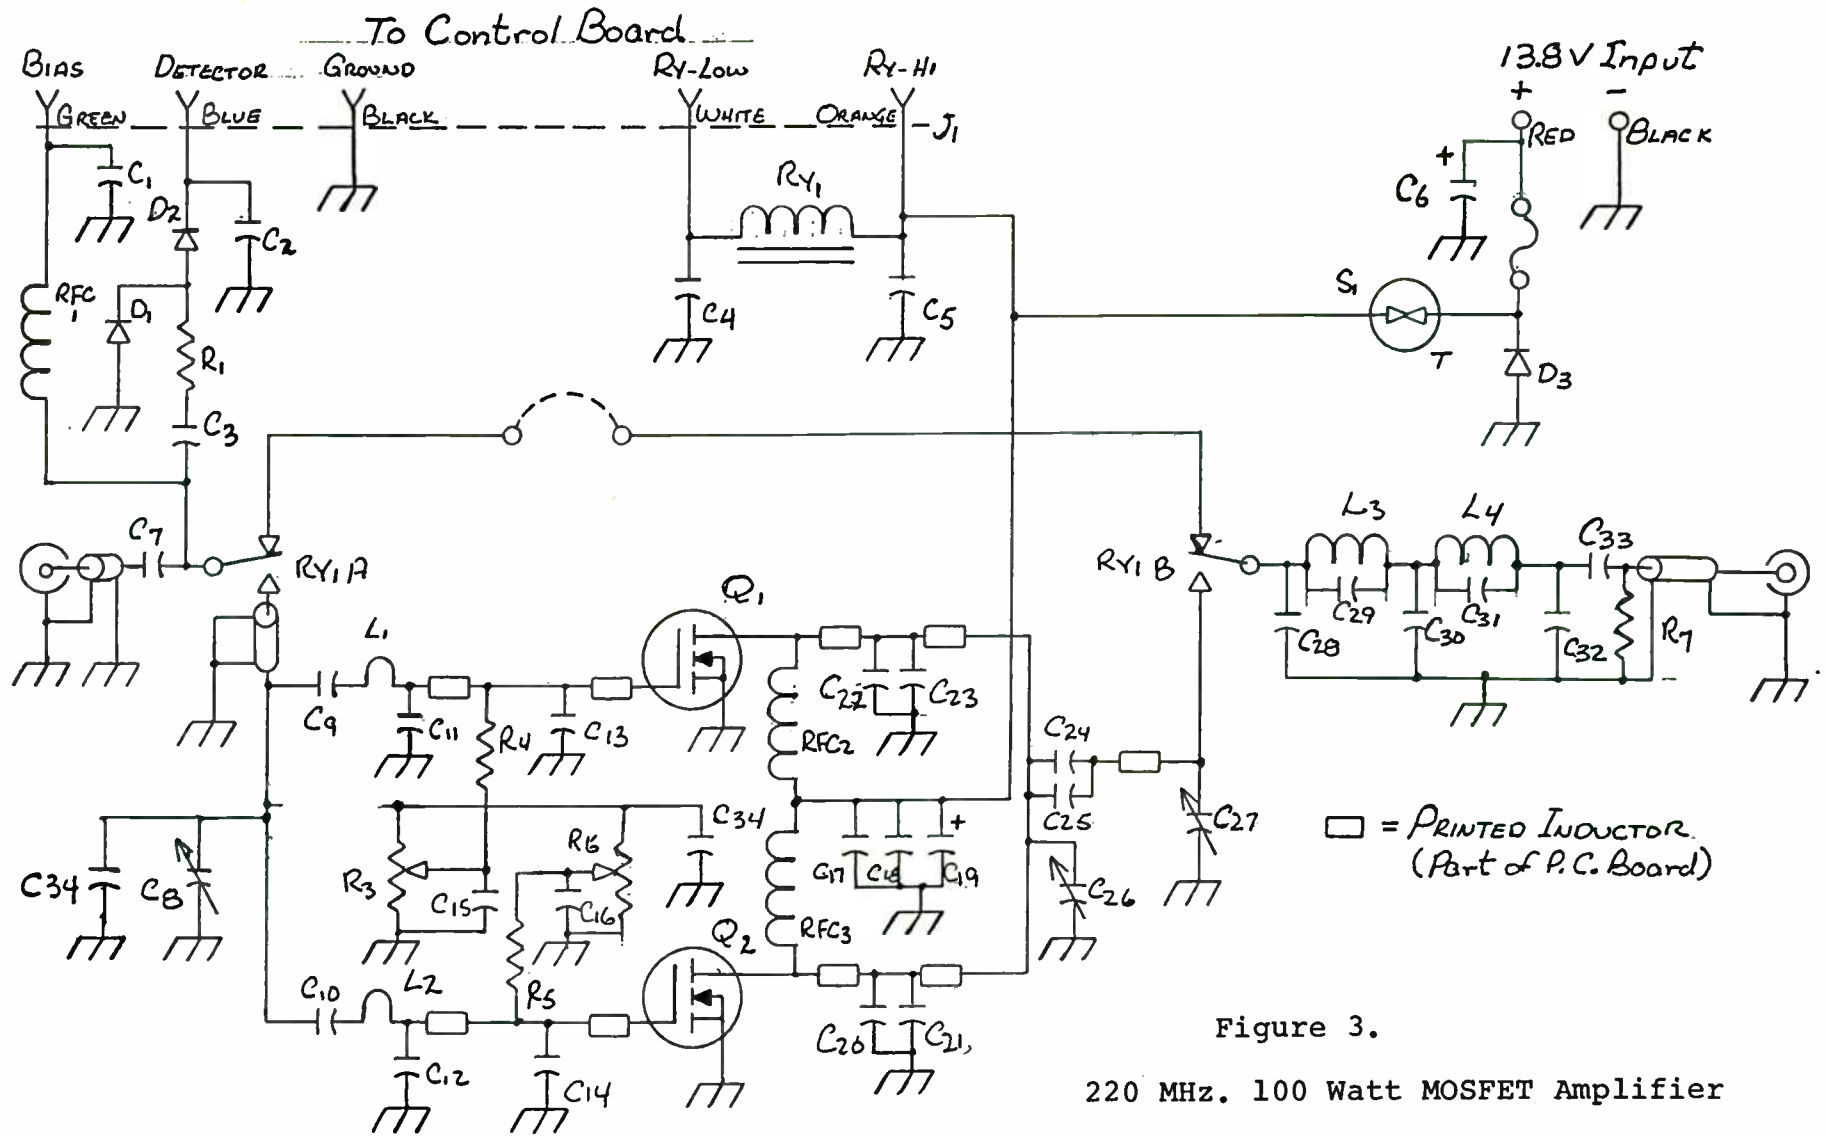 To Control Board
BIAS
DETECTOR
GROUND
RY-LOW
RY-HI
13.8V Input
+
-
GREEN
BLUE
BLACK
WHITE
ORANGE
J1
RED
BLACK
C1
D2
C2
RY1
+
C6
RFC 1
D1
R1
C4
C5
S1
T
D3
C3
C7
RY1 A
RY1 B
L3
L4
C33
C29
C31
C28
C30
C32
R7
Q1
L1
C9
C11
R4
C13
RFC2
C22
C23
C24
C25
C27
C34
R3
C15
R6
C16
C34
C8
C17
C18
+
C19
C26
RFC3
= PRINTED INDUCTOR
(Part of P.C. Board)
Q2
C10
L2
R5
C12
C14
C20
C21
Figure 3.
220 MHz. 100 Watt MOSFET Amplifier